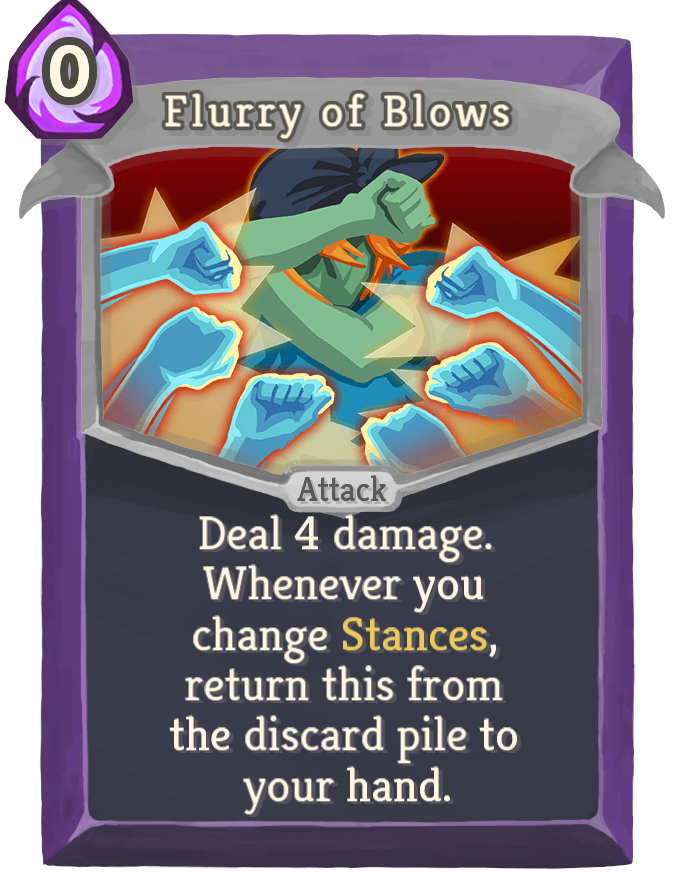 0
Flurry of Blows
Attack
Deal 4 damage.
Whenever you
change Stances,
return this from
the discard pile to
your hand.